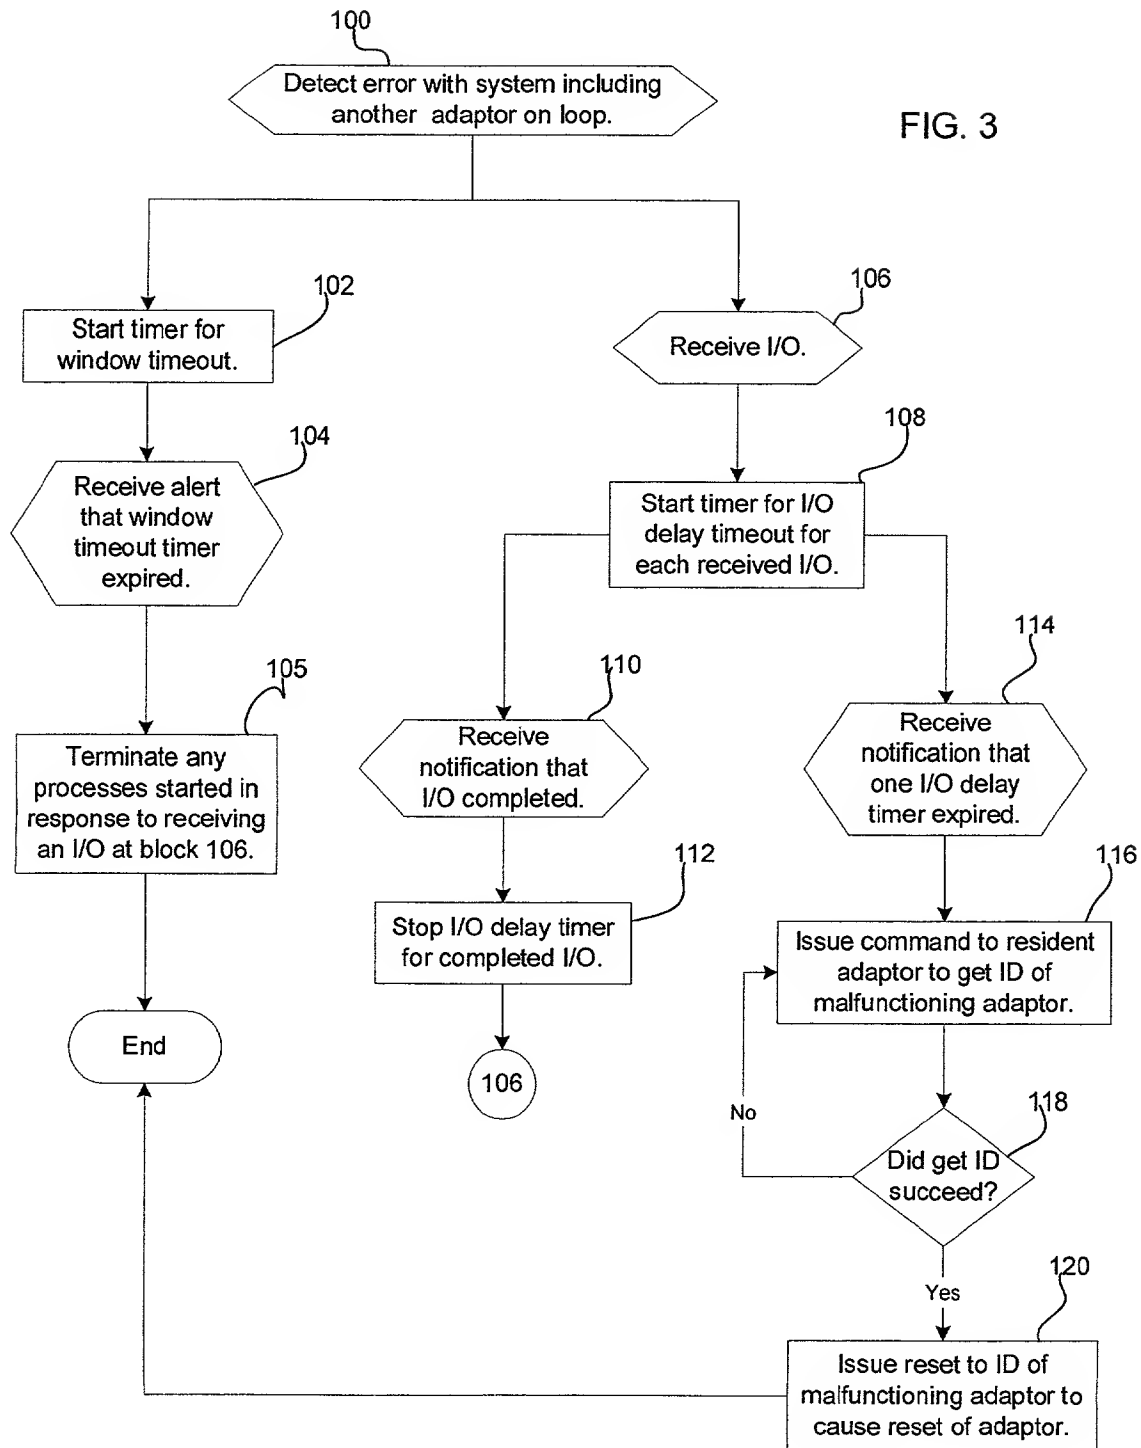 100
Detect error with system including
another adaptor on loop.
FIG. 3
102
Start timer for
window timeout.
104
Receive alert
that window
timeout timer
expired.
105
Terminate any
processes started in
response to receiving
an I/O at block 106.
End
106
Receive I/O.
108
Start timer for I/O
delay timeout for
each received I/O.
110
Receive
notification that
I/O completed.
112
Stop I/O delay timer
for completed I/O.
106
114
Receive
notification that
one I/O delay
timer expired.
116
Issue command to resident
adaptor to get ID of
malfunctioning adaptor.
118
Did get ID
succeed?
No
Yes
120
Issue reset to ID of
malfunctioning adaptor to
cause reset of adaptor.